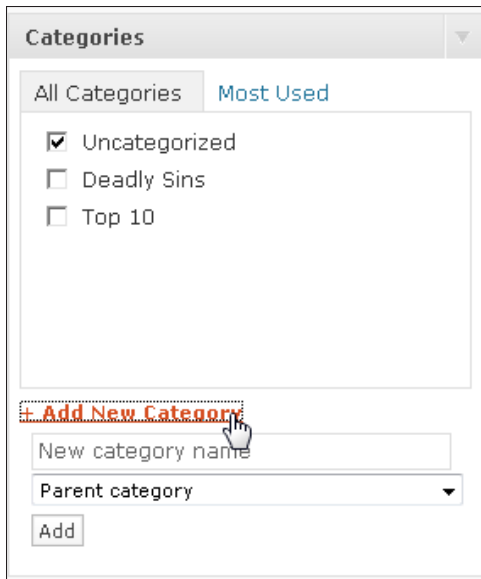 Categories
All Categories Most Used
Uncategorized
Deadly Sins
Top 10
+ Add New Category
New category name
Parent category
Add